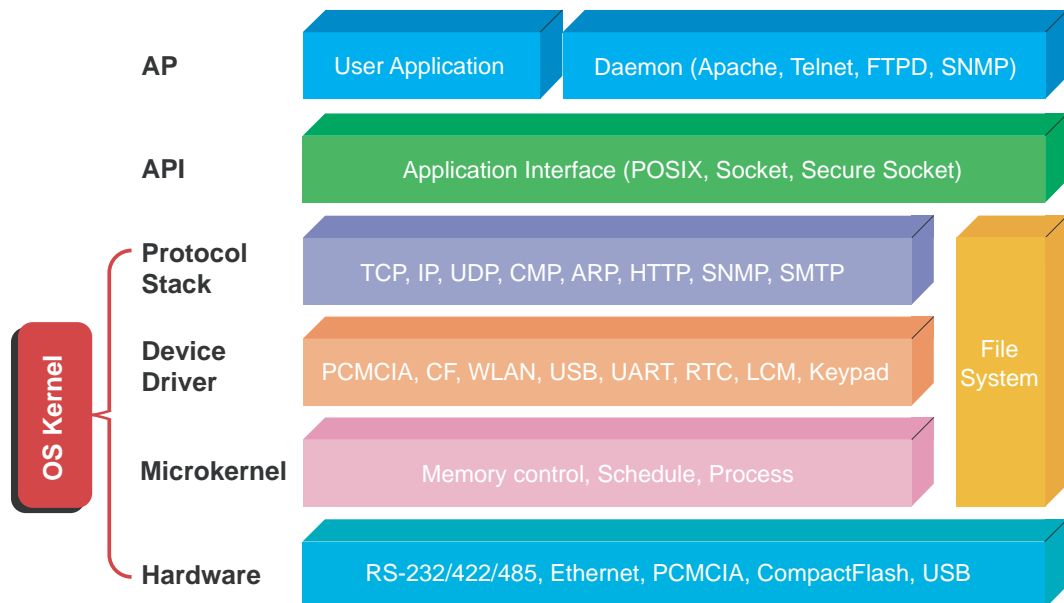 AP
User Application
Daemon (Apache, Telnet, FTPD, SNMP)
API
Application Interface (POSIX, Socket, Secure Socket)
Protocol
Stack
TCP, IP, UDP, CMP, ARP, HTTP, SNMP, SMTP
OS Kernel
Device
Driver
PCMCIA, CF, WLAN, USB, UART, RTC, LCM, Keypad
File
System
Microkernel
Memory control, Schedule, Process
Hardware
RS-232/422/485, Ethernet, PCMCIA, CompactFlash, USB